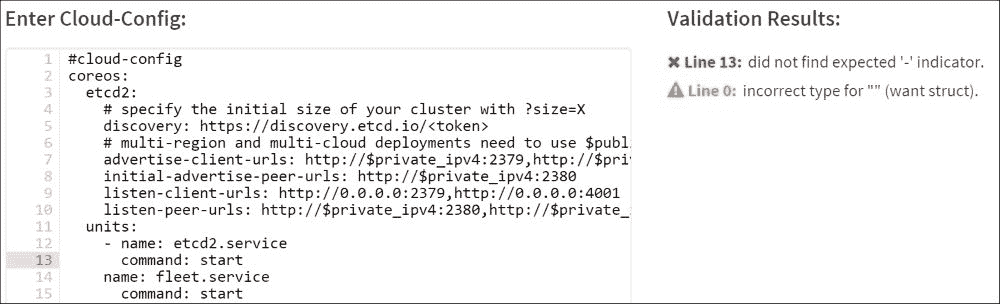 Enter Cloud-Config:
1 #cloud-config
2 coreos:
3 etcd2:
4 # specify the initial size of your cluster with ?size=X
5 discovery: https://discovery.etcd.io/<token>
6 # multi-region and multi-cloud deployments need to use $publ
7 advertise-client-urls: http://$private_ipv4:2379,http://$priv
8 initial-advertise-peer-urls: http://$private_ipv4:2380
9 listen-client-urls: http://0.0.0.0:2379,http://0.0.0.0:4001
10 listen-peer-urls: http://$private_ipv4:2380,http://$private_
11 units:
12 - name: etcd2.service
13 command: start
14 name: fleet.service
15 command: start
Validation Results:
✖ Line 13: did not find expected '-' indicator.
⚠ Line 0: incorrect type for "" (want struct).